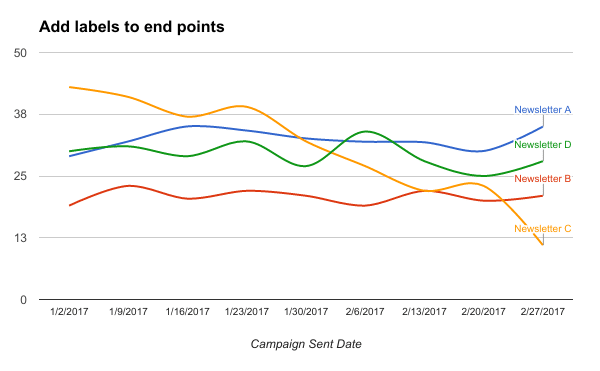 Add labels to end points
50
38
25
13
0
Newsletter A
Newsletter D
Newsletter B
Newsletter C
1/2/2017 1/9/2017 1/16/2017 1/23/2017 1/30/2017 2/6/2017 2/13/2017 2/20/2017 2/27/2017
Campaign Sent Date